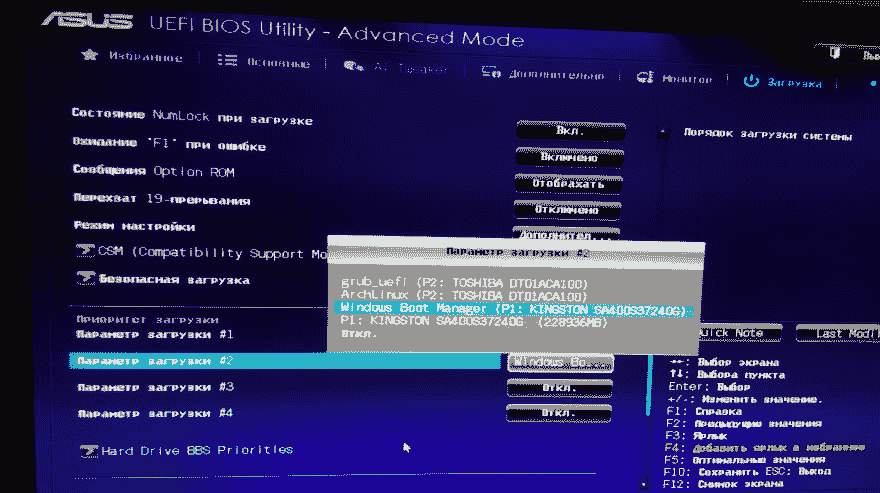 ASUS UEFI BIOS Utility - Advanced Mode
Избранное
Основные
Ai Tweaker
Дополнительно
Монитор
Загрузка
Состояние NumLock при загрузке
Вкл.
Порядок загрузки системы
Ожидание 'F1' при ошибке
Включено
Сообщения Option ROM
Отображать
Перехват 19-прерывания
Отключено
Режим настройки
Дополнител...
CSM (Compatibility Support Mo
Безопасная загрузка
Параметр загрузки #2
grub_uefi (P2: TOSHIBA DT01ACA100)
ArchLinux (P2: TOSHIBA DT01ACA100)
Windows Boot Manager (P1: KINGSTON SA400S37240G)
P1: KINGSTON SA400S37240G (228936MB)
Откл.
Приоритет загрузки
Параметр загрузки #1
Параметр загрузки #2
Windows Bo...
Параметр загрузки #3
Откл.
Параметр загрузки #4
Откл.
Hard Drive BBS Priorities
uick Note
Last Modi
↔: Выбор экрана
↑↓: Выбора пункта
Enter: Выбор
+/-: Изменить значение.
F1: Справка
F2: Предыдущие значения
F3: Ярлык
F4: Добавить ярлык в избранное
F5: Оптимальные значения
F10: Сохранить ESC: Выход
F12: Снимок экрана